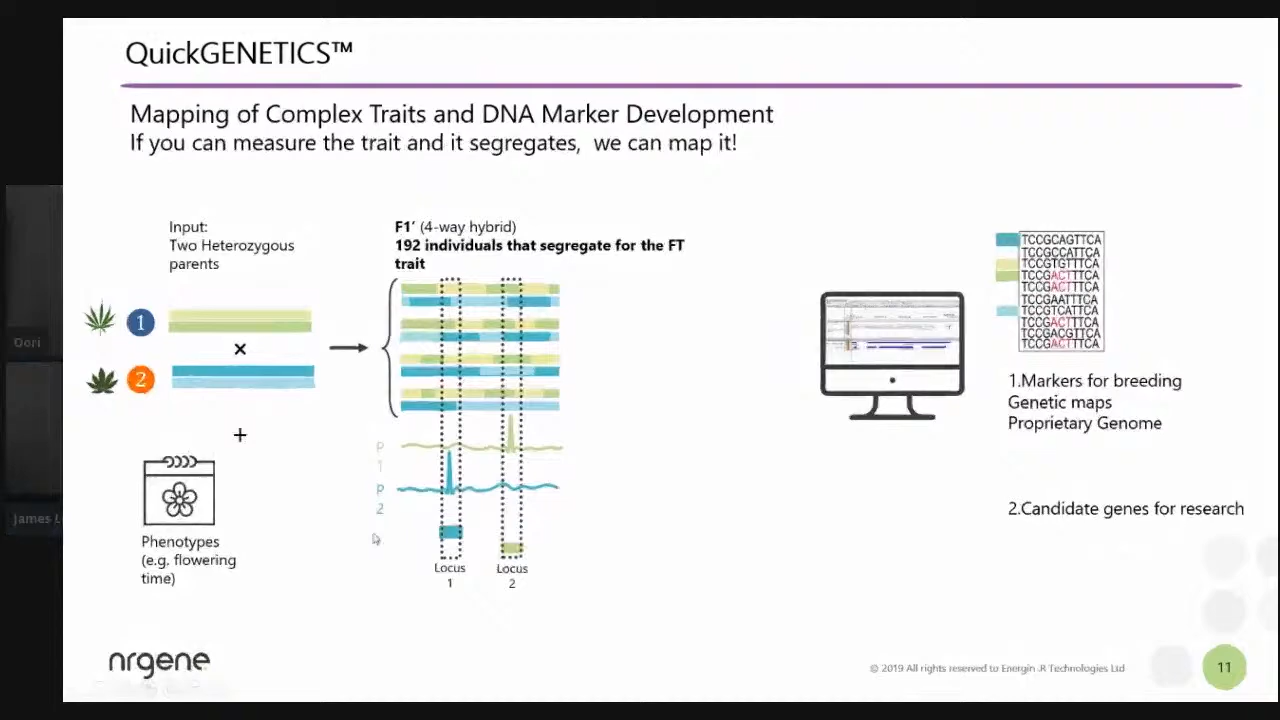 QuickGENETICS™
Mapping of Complex Traits and DNA Marker Development
If you can measure the trait and it segregates, we can map it!
Input:
Two Heterozygous
parents
1
×
2
+
Phenotypes
(e.g. flowering
time)
F1′ (4-way hybrid)
192 individuals that segregate for the FT
trait
P
1
P
2
Locus
1
Locus
2
TCCGCAGTTCA
TCCGCCATTCA
TCCGTGTTTCA
TCCGACTTTCA
TCCGACTTTCA
TCCGAATTTCA
TCCGTCATTCA
TCCGACTTTCA
TCCGACGTTCA
TCCGACTTTCA
1.Markers for breeding
Genetic maps
Proprietary Genome
2.Candidate genes for research
Oori
James L
nrgene
© 2019 All rights reserved to Energin .R Technologies Ltd
11